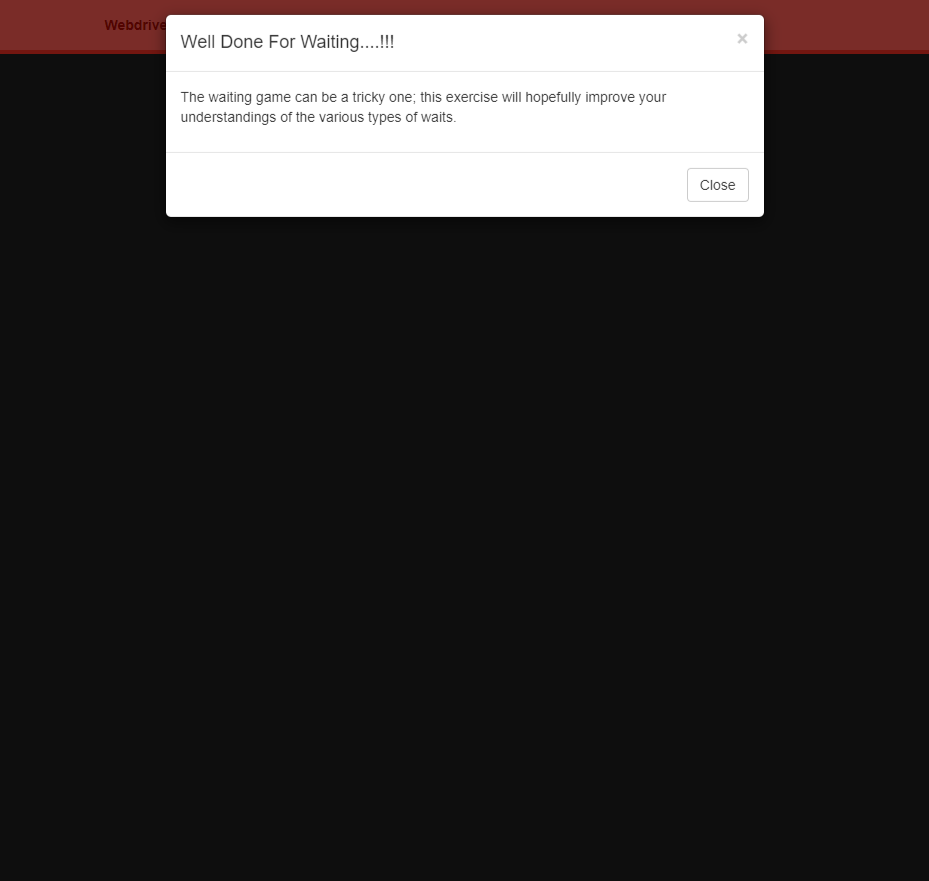 Webdrive
Well Done For Waiting....!!!
×
The waiting game can be a tricky one; this exercise will hopefully improve your
understandings of the various types of waits.
Close